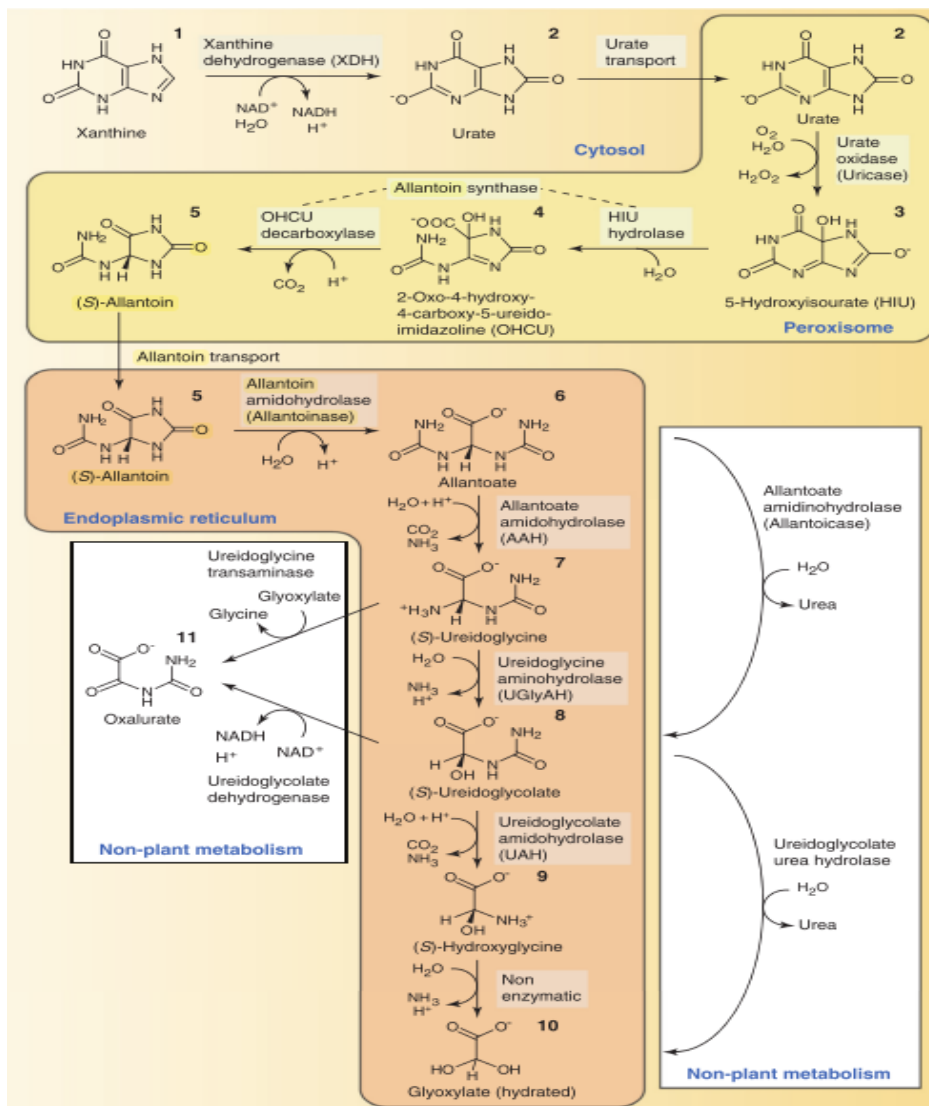 1
Xanthine
dehydrogenase (XDH)
NAD⁺
H₂O
NADH
H⁺
Xanthine
2
Urate
Urate
transport
2
Urate
Cytosol
O₂
H₂O
H₂O₂
Urate
oxidase
(Uricase)
Allantoin synthase
5
OHCU
decarboxylase
CO₂
H⁺
(S)-Allantoin
4
2-Oxo-4-hydroxy-
4-carboxy-5-ureido-
imidazoline (OHCU)
HIU
hydrolase
H₂O
3
5-Hydroxyisourate (HIU)
Peroxisome
Allantoin transport
5
(S)-Allantoin
Allantoin
amidohydrolase
(Allantoinase)
H₂O
H⁺
6
Allantoate
Endoplasmic reticulum
H₂O + H⁺
CO₂
NH₃
Allantoate
amidohydrolase
(AAH)
7
(S)-Ureidoglycine
H₂O
NH₃
H⁺
Ureidoglycine
aminohydrolase
(UGlyAH)
8
(S)-Ureidoglycolate
H₂O + H⁺
CO₂
NH₃
Ureidoglycolate
amidohydrolase
(UAH)
9
(S)-Hydroxyglycine
H₂O
NH₃
H⁺
Non
enzymatic
10
Glyoxylate (hydrated)
Ureidoglycine
transaminase
Glyoxylate
Glycine
11
Oxalurate
NADH
H⁺
NAD⁺
Ureidoglycolate
dehydrogenase
Non-plant metabolism
Allantoate
amidinohydrolase
(Allantoicase)
H₂O
Urea
Ureidoglycolate
urea hydrolase
H₂O
Urea
Non-plant metabolism